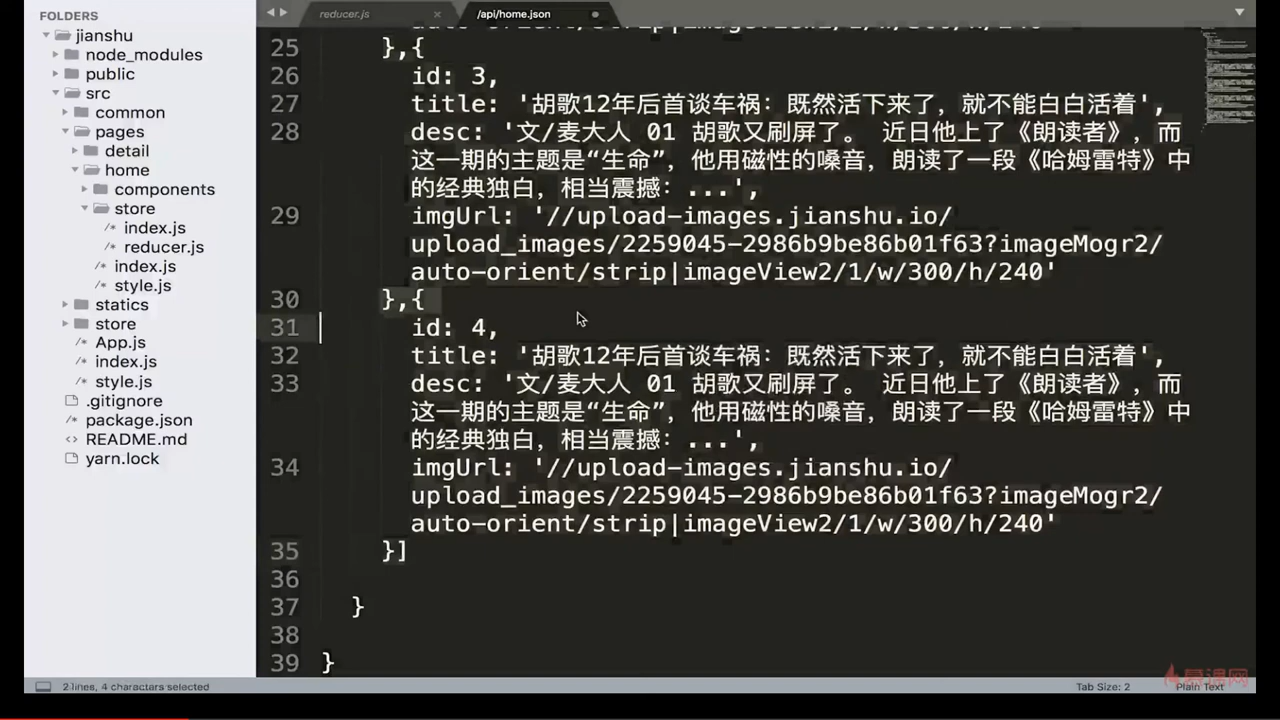 FOLDERS
jianshu
node_modules
public
src
common
pages
detail
home
components
store
/* index.js
/* reducer.js
/* index.js
/* style.js
statics
store
/* App.js
/* index.js
/* style.js
.gitignore
/* package.json
<> README.md
yarn.lock
reducer.js ×
/api/home.json
25 },{
26 id: 3,
27 title: '胡歌12年后首谈车祸：既然活下来了，就不能白白活着',
28 desc: '文/麦大人 01 胡歌又刷屏了。 近日他上了《朗读者》，而
这一期的主题是“生命”，他用磁性的嗓音，朗读了一段《哈姆雷特》中
的经典独白，相当震撼：...',
29 imgUrl: '//upload-images.jianshu.io/
upload_images/2259045-2986b9be86b01f63?imageMogr2/
auto-orient/strip|imageView2/1/w/300/h/240'
30 },{
31 id: 4,
32 title: '胡歌12年后首谈车祸：既然活下来了，就不能白白活着',
33 desc: '文/麦大人 01 胡歌又刷屏了。 近日他上了《朗读者》，而
这一期的主题是“生命”，他用磁性的嗓音，朗读了一段《哈姆雷特》中
的经典独白，相当震撼：...',
34 imgUrl: '//upload-images.jianshu.io/
upload_images/2259045-2986b9be86b01f63?imageMogr2/
auto-orient/strip|imageView2/1/w/300/h/240'
35 }]
36
37 }
38
39 }
慕课网
2 lines, 4 characters selected
Tab Size: 2
Plain Text